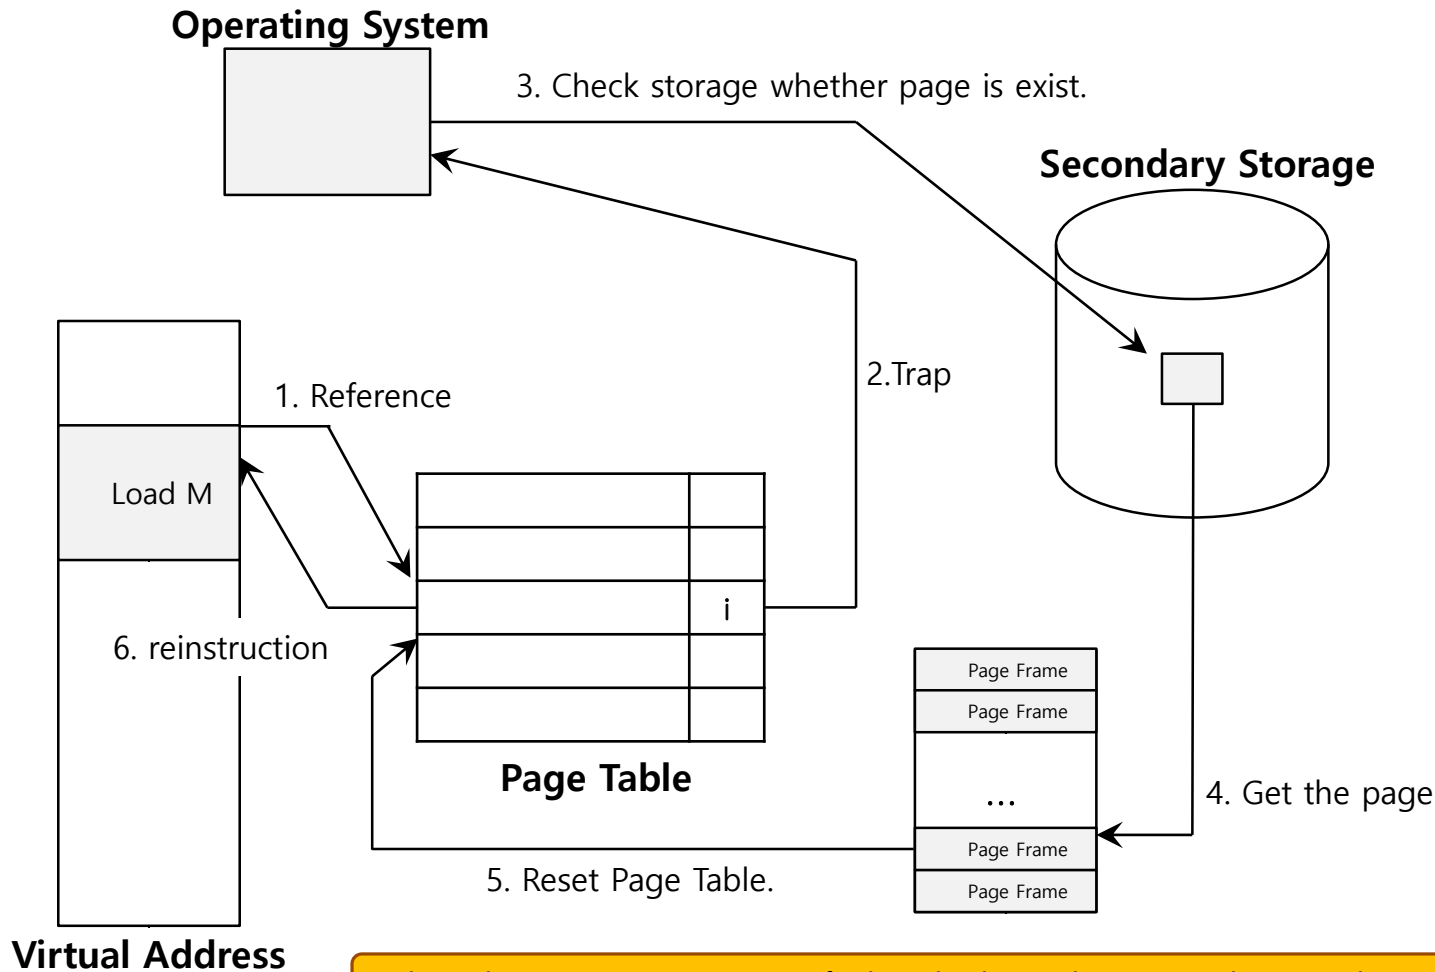 Operating System
3. Check storage whether page is exist.
Secondary Storage
2.Trap
1. Reference
Load M
i
6. reinstruction
Page Frame
Page Frame
...
Page Frame
Page Frame
Page Table
4. Get the page
5. Reset Page Table.
Virtual Address